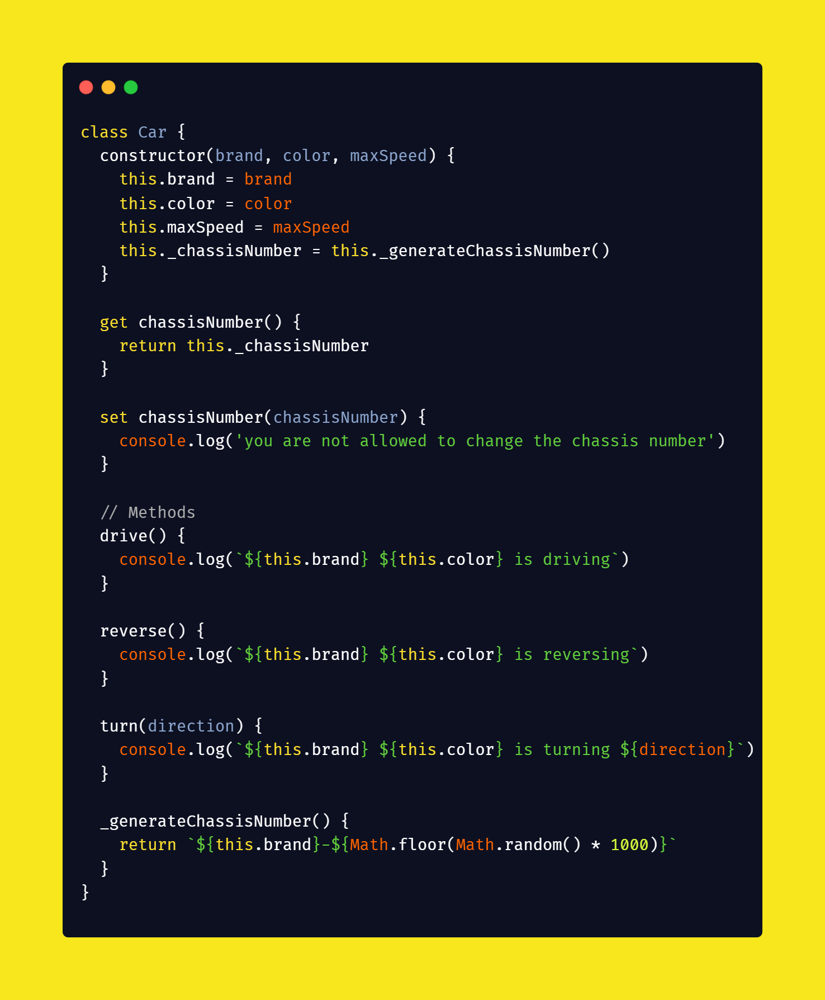 class Car {
  constructor(brand, color, maxSpeed) {
    this.brand = brand
    this.color = color
    this.maxSpeed = maxSpeed
    this._chassisNumber = this._generateChassisNumber()
  }

  get chassisNumber() {
    return this._chassisNumber
  }

  set chassisNumber(chassisNumber) {
    console.log('you are not allowed to change the chassis number')
  }

  // Methods
  drive() {
    console.log(`${this.brand} ${this.color} is driving`)
  }

  reverse() {
    console.log(`${this.brand} ${this.color} is reversing`)
  }

  turn(direction) {
    console.log(`${this.brand} ${this.color} is turning ${direction}`)
  }

  _generateChassisNumber() {
    return `${this.brand}-${Math.floor(Math.random() * 1000)}`
  }
}